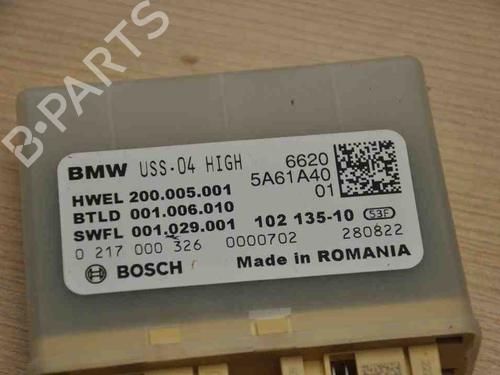 B-PARTS
BMW USS-04 HIGH 6620
5A61A40
01
HWEL 200.005.001
BTLD 001.006.010
SWFL 001.029.001 102 135-10 53F
0 217 000 326 0000702 280822
BOSCH Made in ROMANIA